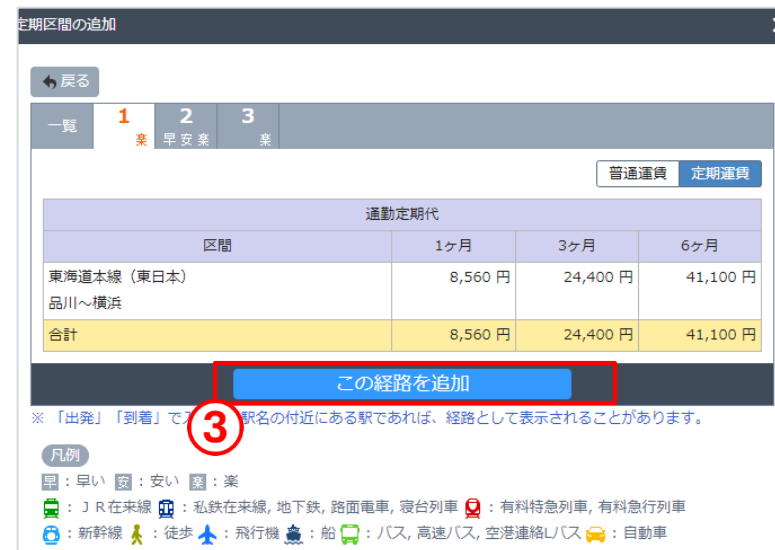 定期区間の追加
戻る
一覧 1 楽 2 早安楽 3 楽
普通運賃 定期運賃
通勤定期代
区間 1ヶ月 3ヶ月 6ヶ月
東海道本線（東日本） 8,560 円 24,400 円 41,100 円
品川～横浜
合計 8,560 円 24,400 円 41,100 円
この経路を追加
③
※ 「出発」「到着」で 駅名の付近にある駅であれば、経路として表示されることがあります。
凡例
早：早い 安：安い 楽：楽
：ＪＲ在来線 ：私鉄在来線, 地下鉄, 路面電車, 寝台列車 ：有料特急列車, 有料急行列車
：新幹線 ：徒歩 ：飛行機 ：船 ：バス, 高速バス, 空港連絡バス ：自動車